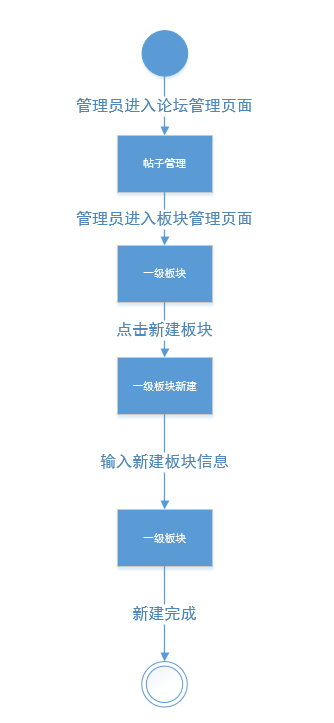 管理员进入论坛管理页面
帖子管理
管理员进入板块管理页面
一级板块
点击新建板块
一级板块新建
输入新建板块信息
一级板块
新建完成